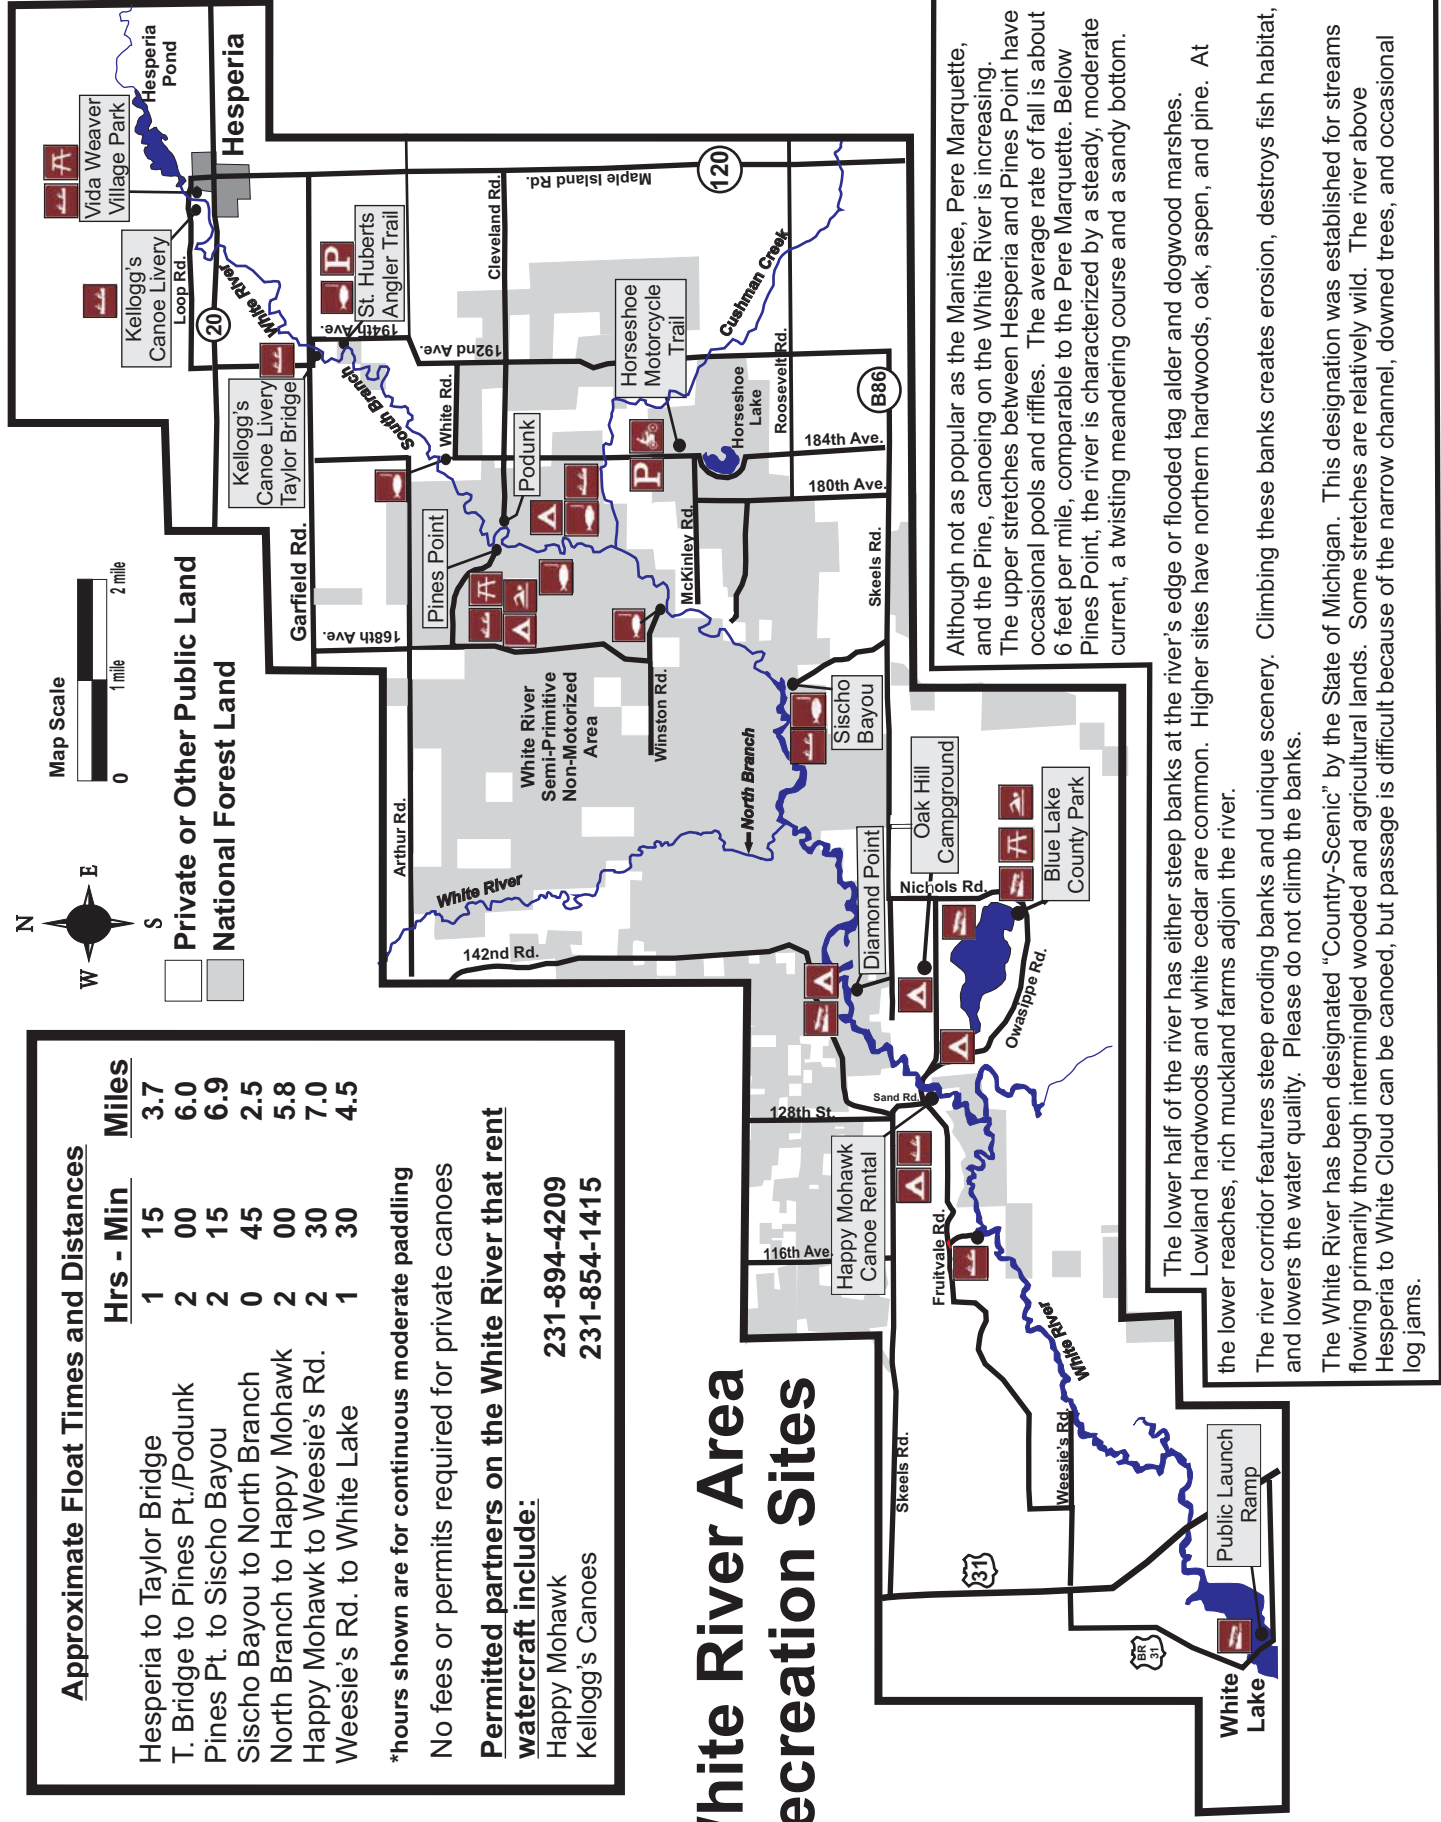 Approximate Float Times and Distances
Hrs - Min Miles
Hesperia to Taylor Bridge 1 15 3.7
T. Bridge to Pines Pt./Podunk 2 00 6.0
Pines Pt. to Sischo Bayou 2 15 6.9
Sischo Bayou to North Branch 0 45 2.5
North Branch to Happy Mohawk 2 00 5.8
Happy Mohawk to Weesie's Rd. 2 30 7.0
Weesie's Rd. to White Lake 1 30 4.5
*hours shown are for continuous moderate paddling
No fees or permits required for private canoes
Permitted partners on the White River that rent
watercraft include:
Happy Mohawk 231-894-4209
Kellogg's Canoes 231-854-1415
hite River Area
ecreation Sites
N
W
E
S
Map Scale
0
1 mile
2 mile
Private or Other Public Land
National Forest Land
Vida Weaver
Village Park
Hesperia
Pond
Hesperia
Kellogg's
Canoe Livery
Loop Rd.
20
White River
Kellogg's
Canoe Livery
Taylor Bridge
P
St. Huberts
Angler Trail
194th Ave.
192nd Ave.
South Branch
Garfield Rd.
168th Ave.
White Rd.
Cleveland Rd.
Maple Island Rd.
120
Podunk
Pines Point
Horseshoe
Motorcycle
Trail
P
Cushman Creek
Horseshoe
Lake
Roosevelt Rd.
B86
184th Ave.
180th Ave.
McKinley Rd.
Skeels Rd.
Arthur Rd.
White River
Semi-Primitive
Non-Motorized
Area
Winston Rd.
North Branch
White River
142nd Rd.
Sischo
Bayou
Diamond Point
Oak Hill
Campground
Nichols Rd.
Blue Lake
County Park
Owasippe Rd.
Sand Rd.
128th St.
Happy Mohawk
Canoe Rental
116th Ave.
Fruitvale Rd.
White River
Skeels Rd.
Weesie's Rd.
31
BR
31
Public Launch
Ramp
White
Lake
Although not as popular as the Manistee, Pere Marquette,
and the Pine, canoeing on the White River is increasing.
The upper stretches between Hesperia and Pines Point have
occasional pools and riffles. The average rate of fall is about
6 feet per mile, comparable to the Pere Marquette. Below
Pines Point, the river is characterized by a steady, moderate
current, a twisting meandering course and a sandy bottom.
The lower half of the river has either steep banks at the river's edge or flooded tag alder and dogwood marshes.
Lowland hardwoods and white cedar are common. Higher sites have northern hardwoods, oak, aspen, and pine. At
the lower reaches, rich muckland farms adjoin the river.
The river corridor features steep eroding banks and unique scenery. Climbing these banks creates erosion, destroys fish habitat,
and lowers the water quality. Please do not climb the banks.
The White River has been designated "Country-Scenic" by the State of Michigan. This designation was established for streams
flowing primarily through intermingled wooded and agricultural lands. Some stretches are relatively wild. The river above
Hesperia to White Cloud can be canoed, but passage is difficult because of the narrow channel, downed trees, and occasional
log jams.